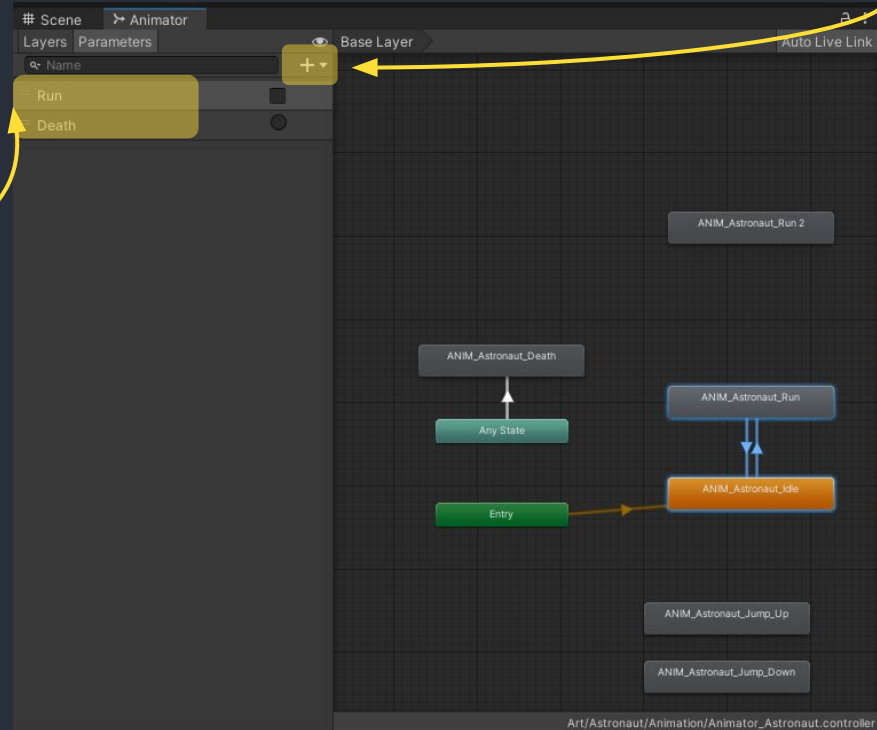 Scene
Animator
Layers
Parameters
Base Layer
Auto Live Link
Name
Run
Death
ANIM_Astronaut_Run 2
ANIM_Astronaut_Death
ANIM_Astronaut_Run
Any State
ANIM_Astronaut_Idle
Entry
ANIM_Astronaut_Jump_Up
ANIM_Astronaut_Jump_Down
Art/Astronaut/Animation/Animator_Astronaut.controller